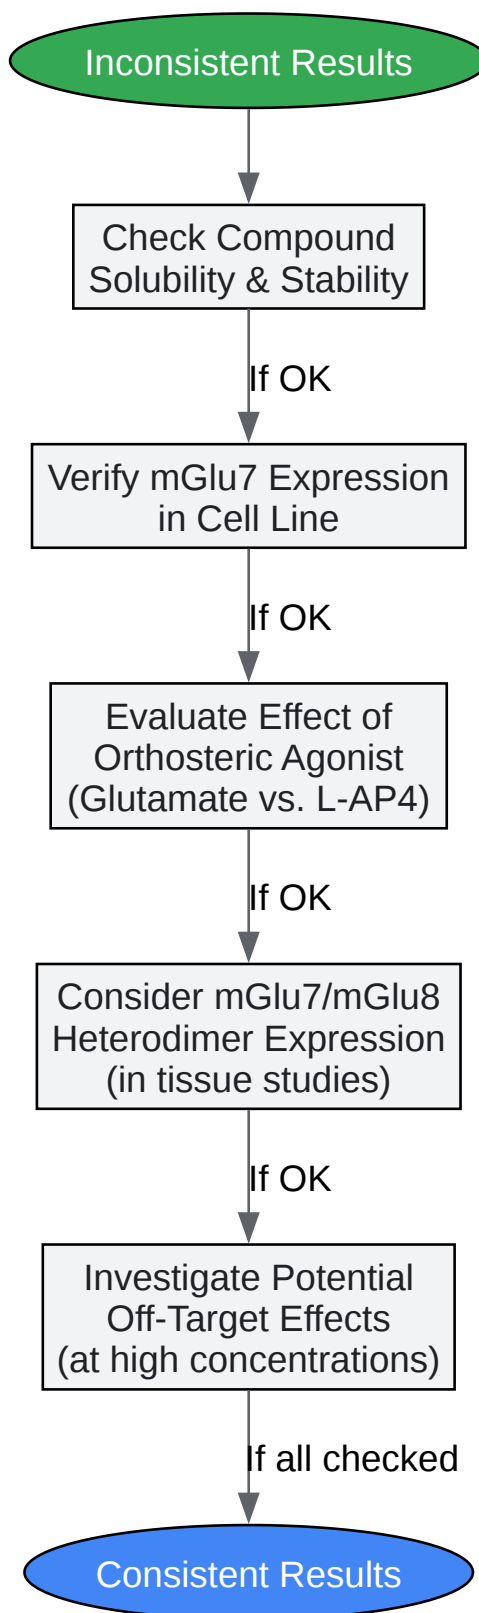 Inconsistent Results
Check Compound
Solubility & Stability
If OK
Verify mGlu7 Expression
in Cell Line
If OK
Evaluate Effect of
Orthosteric Agonist
(Glutamate vs. L-AP4)
If OK
Consider mGlu7/mGlu8
Heterodimer Expression
(in tissue studies)
If OK
Investigate Potential
Off-Target Effects
(at high concentrations)
If all checked
Consistent Results